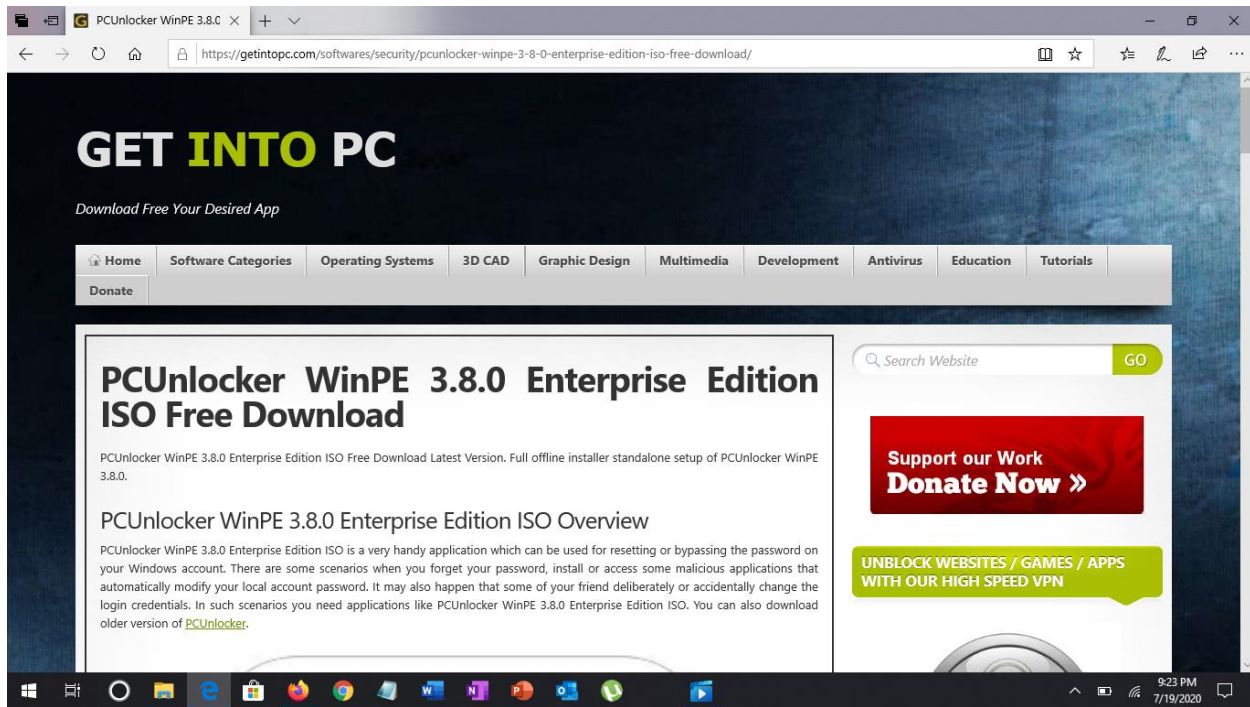 PCUnlocker WinPE 3.8.0
https://getintopc.com/softwares/security/pcunlocker-winpe-3-8-0-enterprise-edition-iso-free-download/
GET INTO PC
Download Free Your Desired App
Home Software Categories Operating Systems 3D CAD Graphic Design Multimedia Development Antivirus Education Tutorials
Donate
PCUnlocker WinPE 3.8.0 Enterprise Edition
ISO Free Download
PCUnlocker WinPE 3.8.0 Enterprise Edition ISO Free Download Latest Version. Full offline installer standalone setup of PCUnlocker WinPE
3.8.0.
PCUnlocker WinPE 3.8.0 Enterprise Edition ISO Overview
PCUnlocker WinPE 3.8.0 Enterprise Edition ISO is a very handy application which can be used for resetting or bypassing the password on
your Windows account. There are some scenarios when you forget your password, install or access some malicious applications that
automatically modify your local account password. It may also happen that some of your friend deliberately or accidentally change the
login credentials. In such scenarios you need applications like PCUnlocker WinPE 3.8.0 Enterprise Edition ISO. You can also download
older version of PCUnlocker.
Search Website GO
Support our Work
Donate Now »
UNBLOCK WEBSITES / GAMES / APPS
WITH OUR HIGH SPEED VPN
9:23 PM
7/19/2020